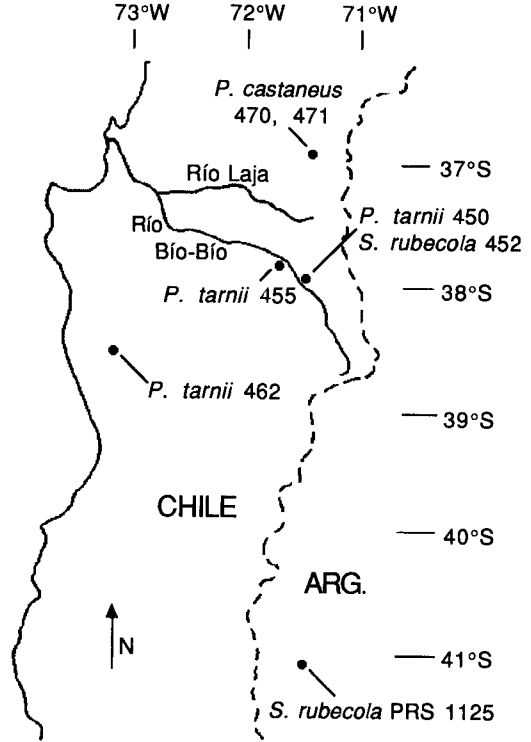 73°W 72°W 71°W
P. castaneus
470, 471
37°S
Río Laja
P. tarnii 450
Río
S. rubecola 452
Bío-Bío
P. tarnii 455
38°S
P. tarnii 462
39°S
CHILE
40°S
ARG.
N
41°S
S. rubecola PRS 1125